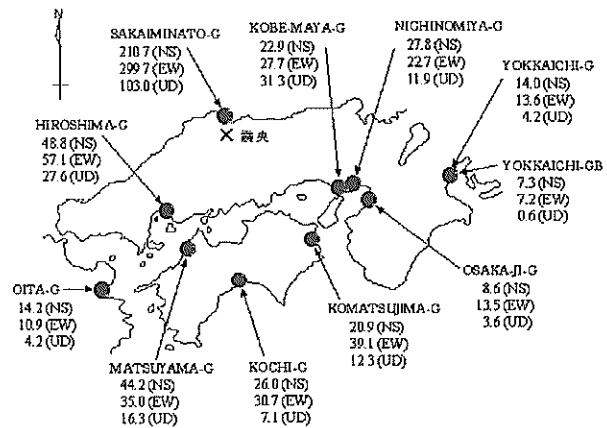 SAKAIMINATO-G
210.7 (NS)
299.7 (EW)
103.0 (UD)
KOBE-MAYA-G
22.9 (NS)
27.7 (EW)
31.3 (UD)
NIGHINOMIYA-G
27.8 (NS)
22.7 (EW)
11.9 (UD)
YOKKAICHI-G
14.0 (NS)
13.6 (EW)
4.2 (UD)
HIROSHIMA-G
48.8 (NS)
57.1 (EW)
27.6 (UD)
YOKKAICHI-GB
7.3 (NS)
7.2 (EW)
0.6 (UD)
OSAKA-JI-G
8.6 (NS)
13.5 (EW)
3.6 (UD)
OITA-G
14.2 (NS)
10.9 (EW)
4.2 (UD)
KOMATSUJIMA-G
20.9 (NS)
39.1 (EW)
12.3 (UD)
MATSUYAMA-G
44.2 (NS)
35.0 (EW)
16.3 (UD)
KOCHI-G
26.0 (NS)
30.7 (EW)
7.1 (UD)